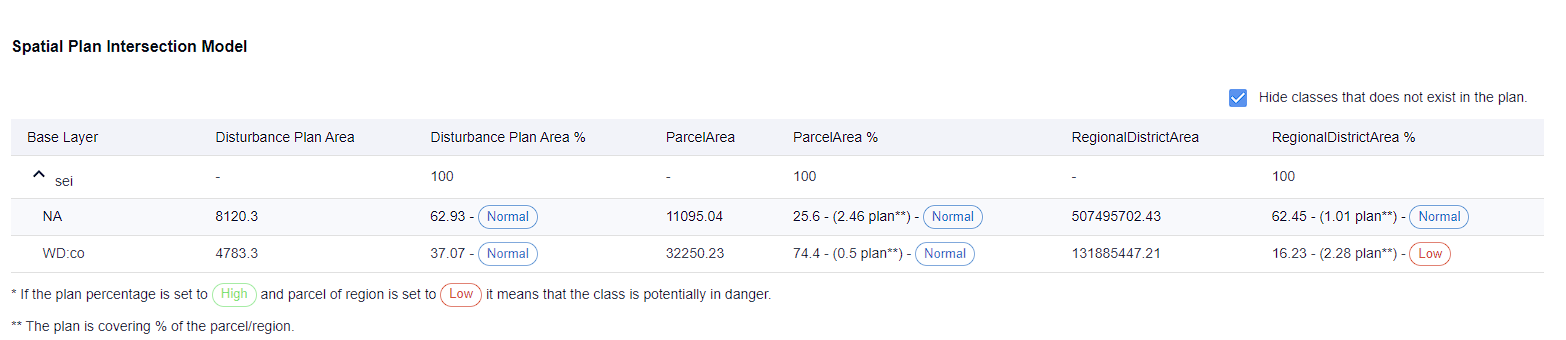 Spatial Plan Intersection Model
Hide classes that does not exist in the plan.
Base Layer Disturbance Plan Area Disturbance Plan Area % ParcelArea ParcelArea % RegionalDistrictArea RegionalDistrictArea %
sei - 100 - 100 - 100
NA 8120.3 62.93 - Normal 11095.04 25.6 - (2.46 plan**) - Normal 507495702.43 62.45 - (1.01 plan**) - Normal
WD:co 4783.3 37.07 - Normal 32250.23 74.4 - (0.5 plan**) - Normal 131885447.21 16.23 - (2.28 plan**) - Low
* If the plan percentage is set to High and parcel of region is set to Low it means that the class is potentially in danger.
** The plan is covering % of the parcel/region.